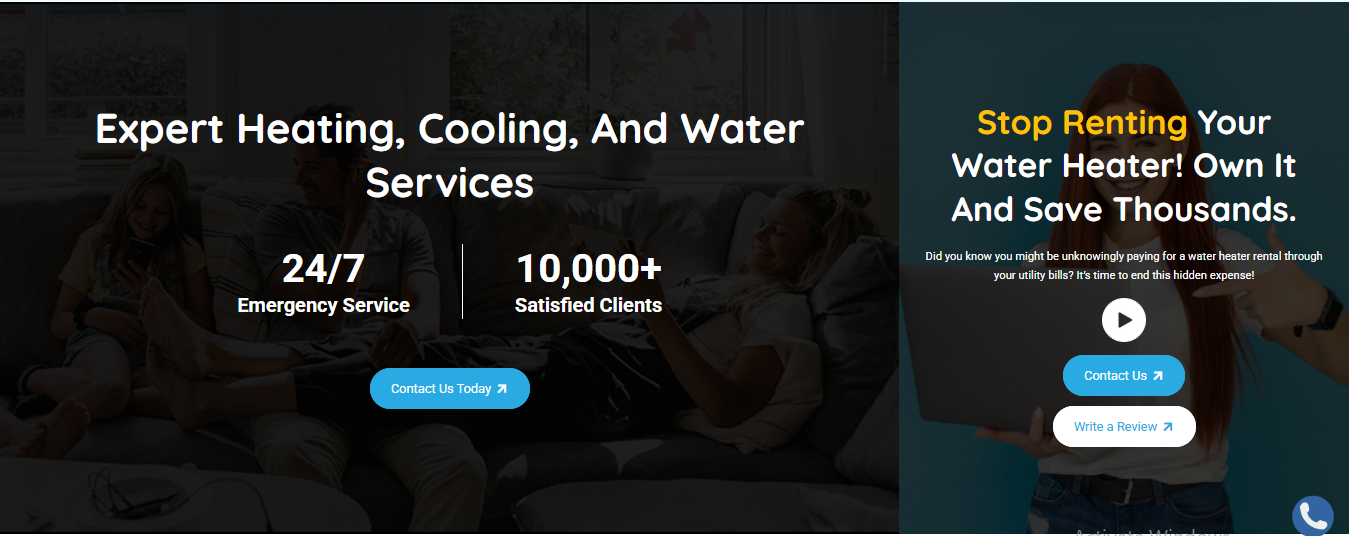 Expert Heating, Cooling, And Water
Services
24/7
Emergency Service
10,000+
Satisfied Clients
Contact Us Today
Stop Renting Your
Water Heater! Own It
And Save Thousands.
Did you know you might be unknowingly paying for a water heater rental through
your utility bills? It's time to end this hidden expense!
Contact Us
Write a Review
Activate Windows